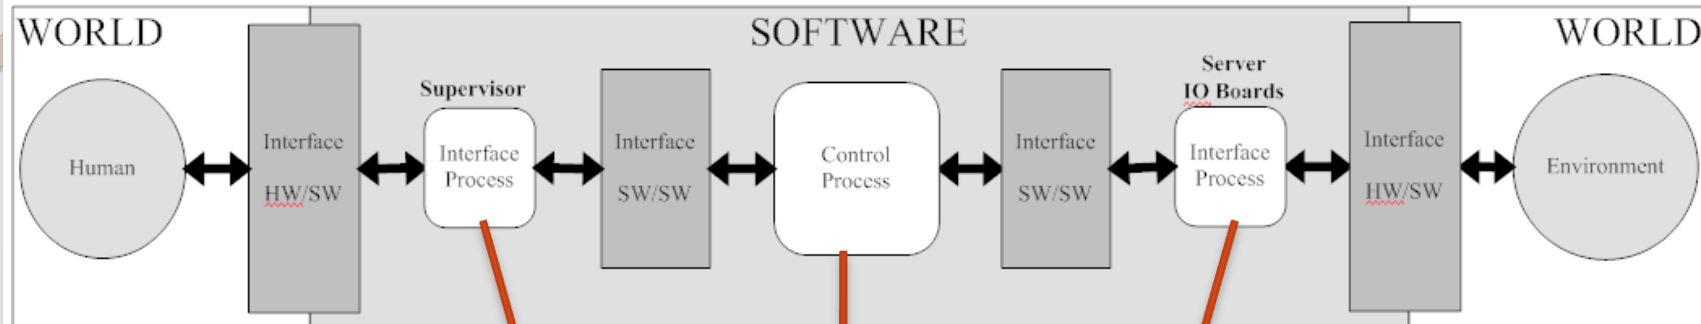 WORLD
SOFTWARE
WORLD
Human
Interface
HW/SW
Supervisor
Interface
Process
Interface
SW/SW
Control
Process
Interface
SW/SW
Server
IO Boards
Interface
Process
Interface
HW/SW
Environment